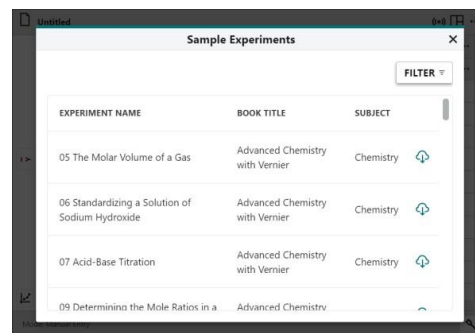 Untitled
Sample Experiments
FILTER
EXPERIMENT NAME BOOK TITLE SUBJECT
05 The Molar Volume of a Gas
Advanced Chemistry
with Vernier
Chemistry
06 Standardizing a Solution of
Sodium Hydroxide
Advanced Chemistry
with Vernier
Chemistry
07 Acid-Base Titration
Advanced Chemistry
with Vernier
Chemistry
09 Determining the Mole Ratios in a
Advanced Chemistry